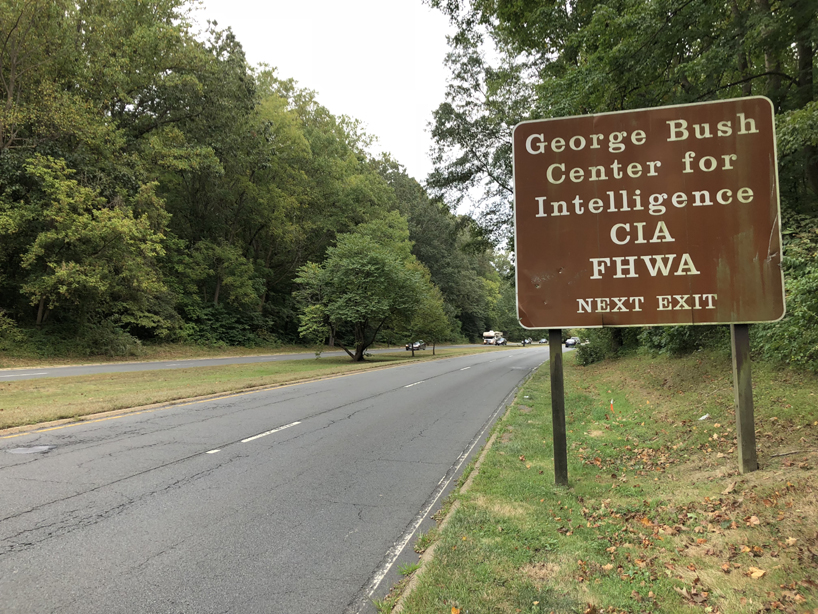 George Bush
Center for
Intelligence
CIA
FHWA
NEXT EXIT